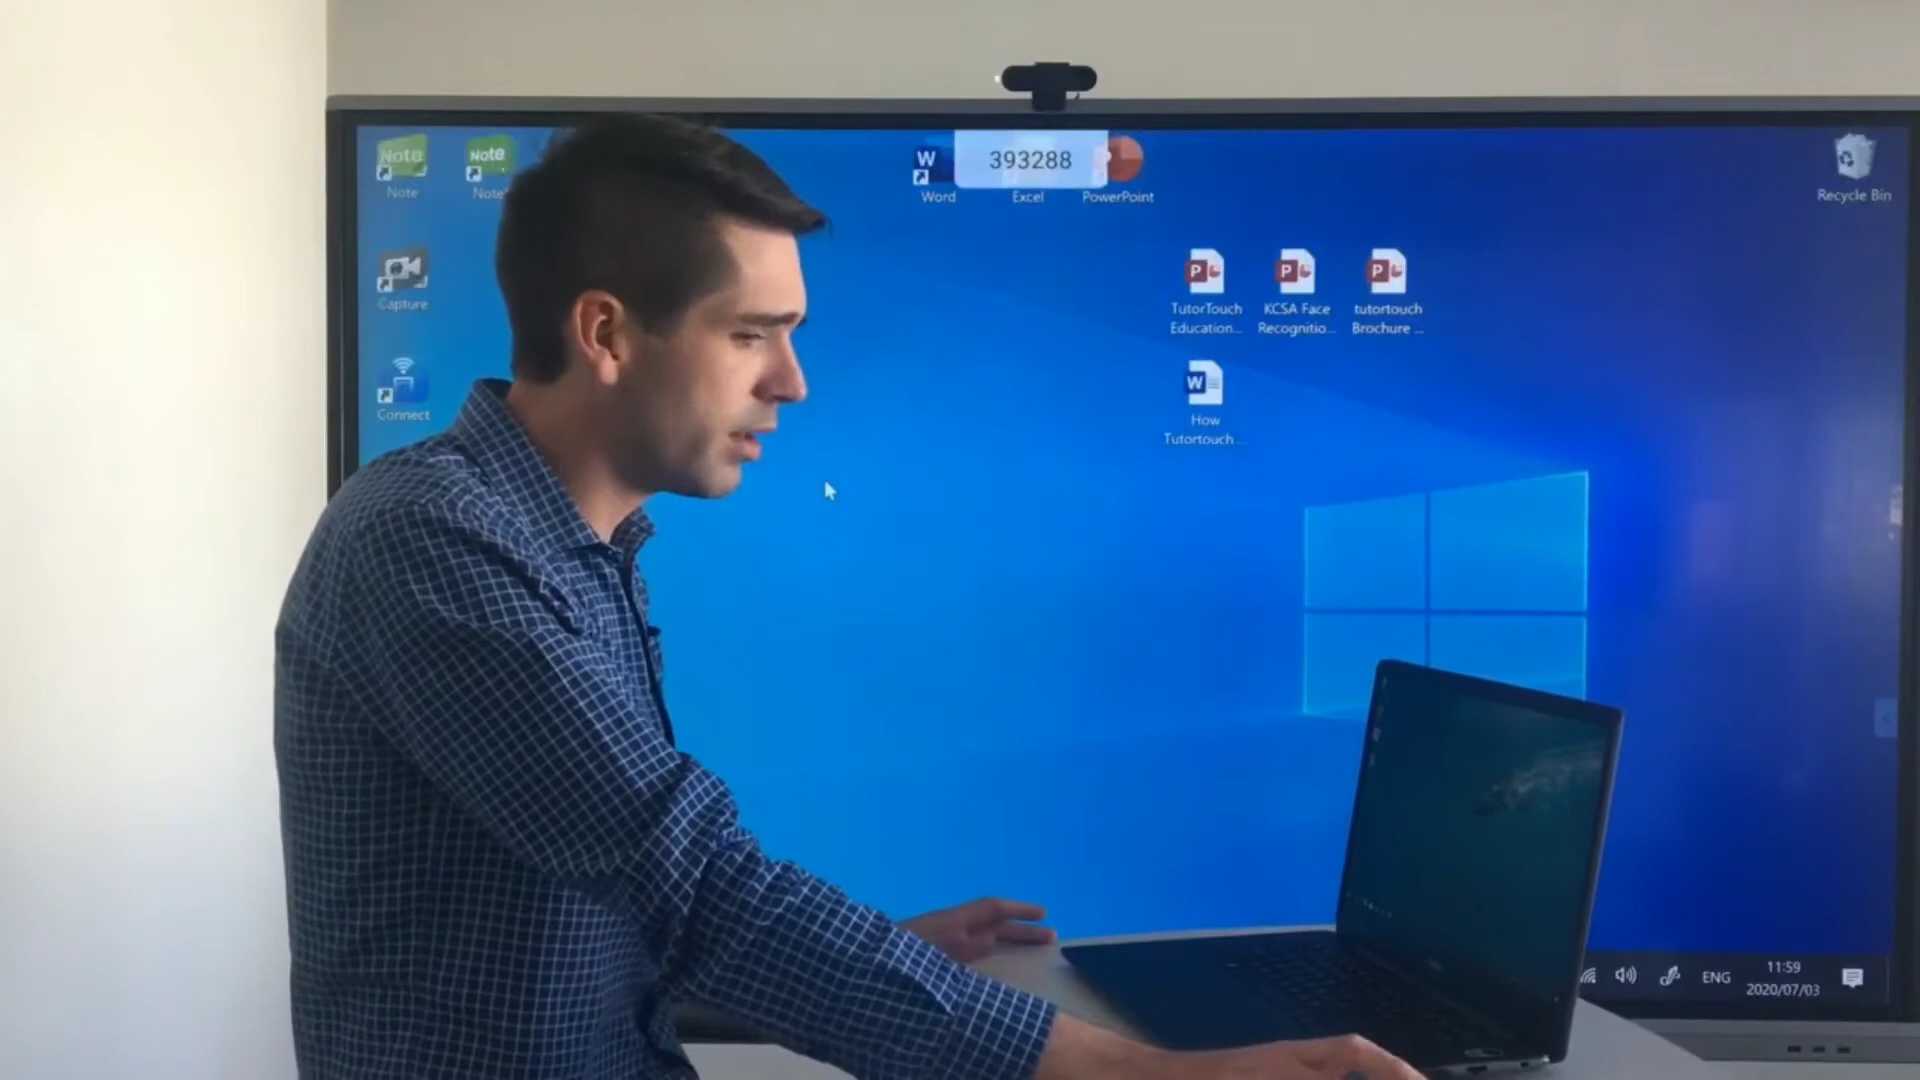 Note
Note
W
393288
P
Note
Note
Word
Excel
PowerPoint
Recycle Bin
Capture
P
P
P
TutorTouch
Education...
KCSA Face
Recognitio...
tutortouch
Brochure ...
Connect
W
How
Tutortouch ...
ENG
11:59
2020/07/03